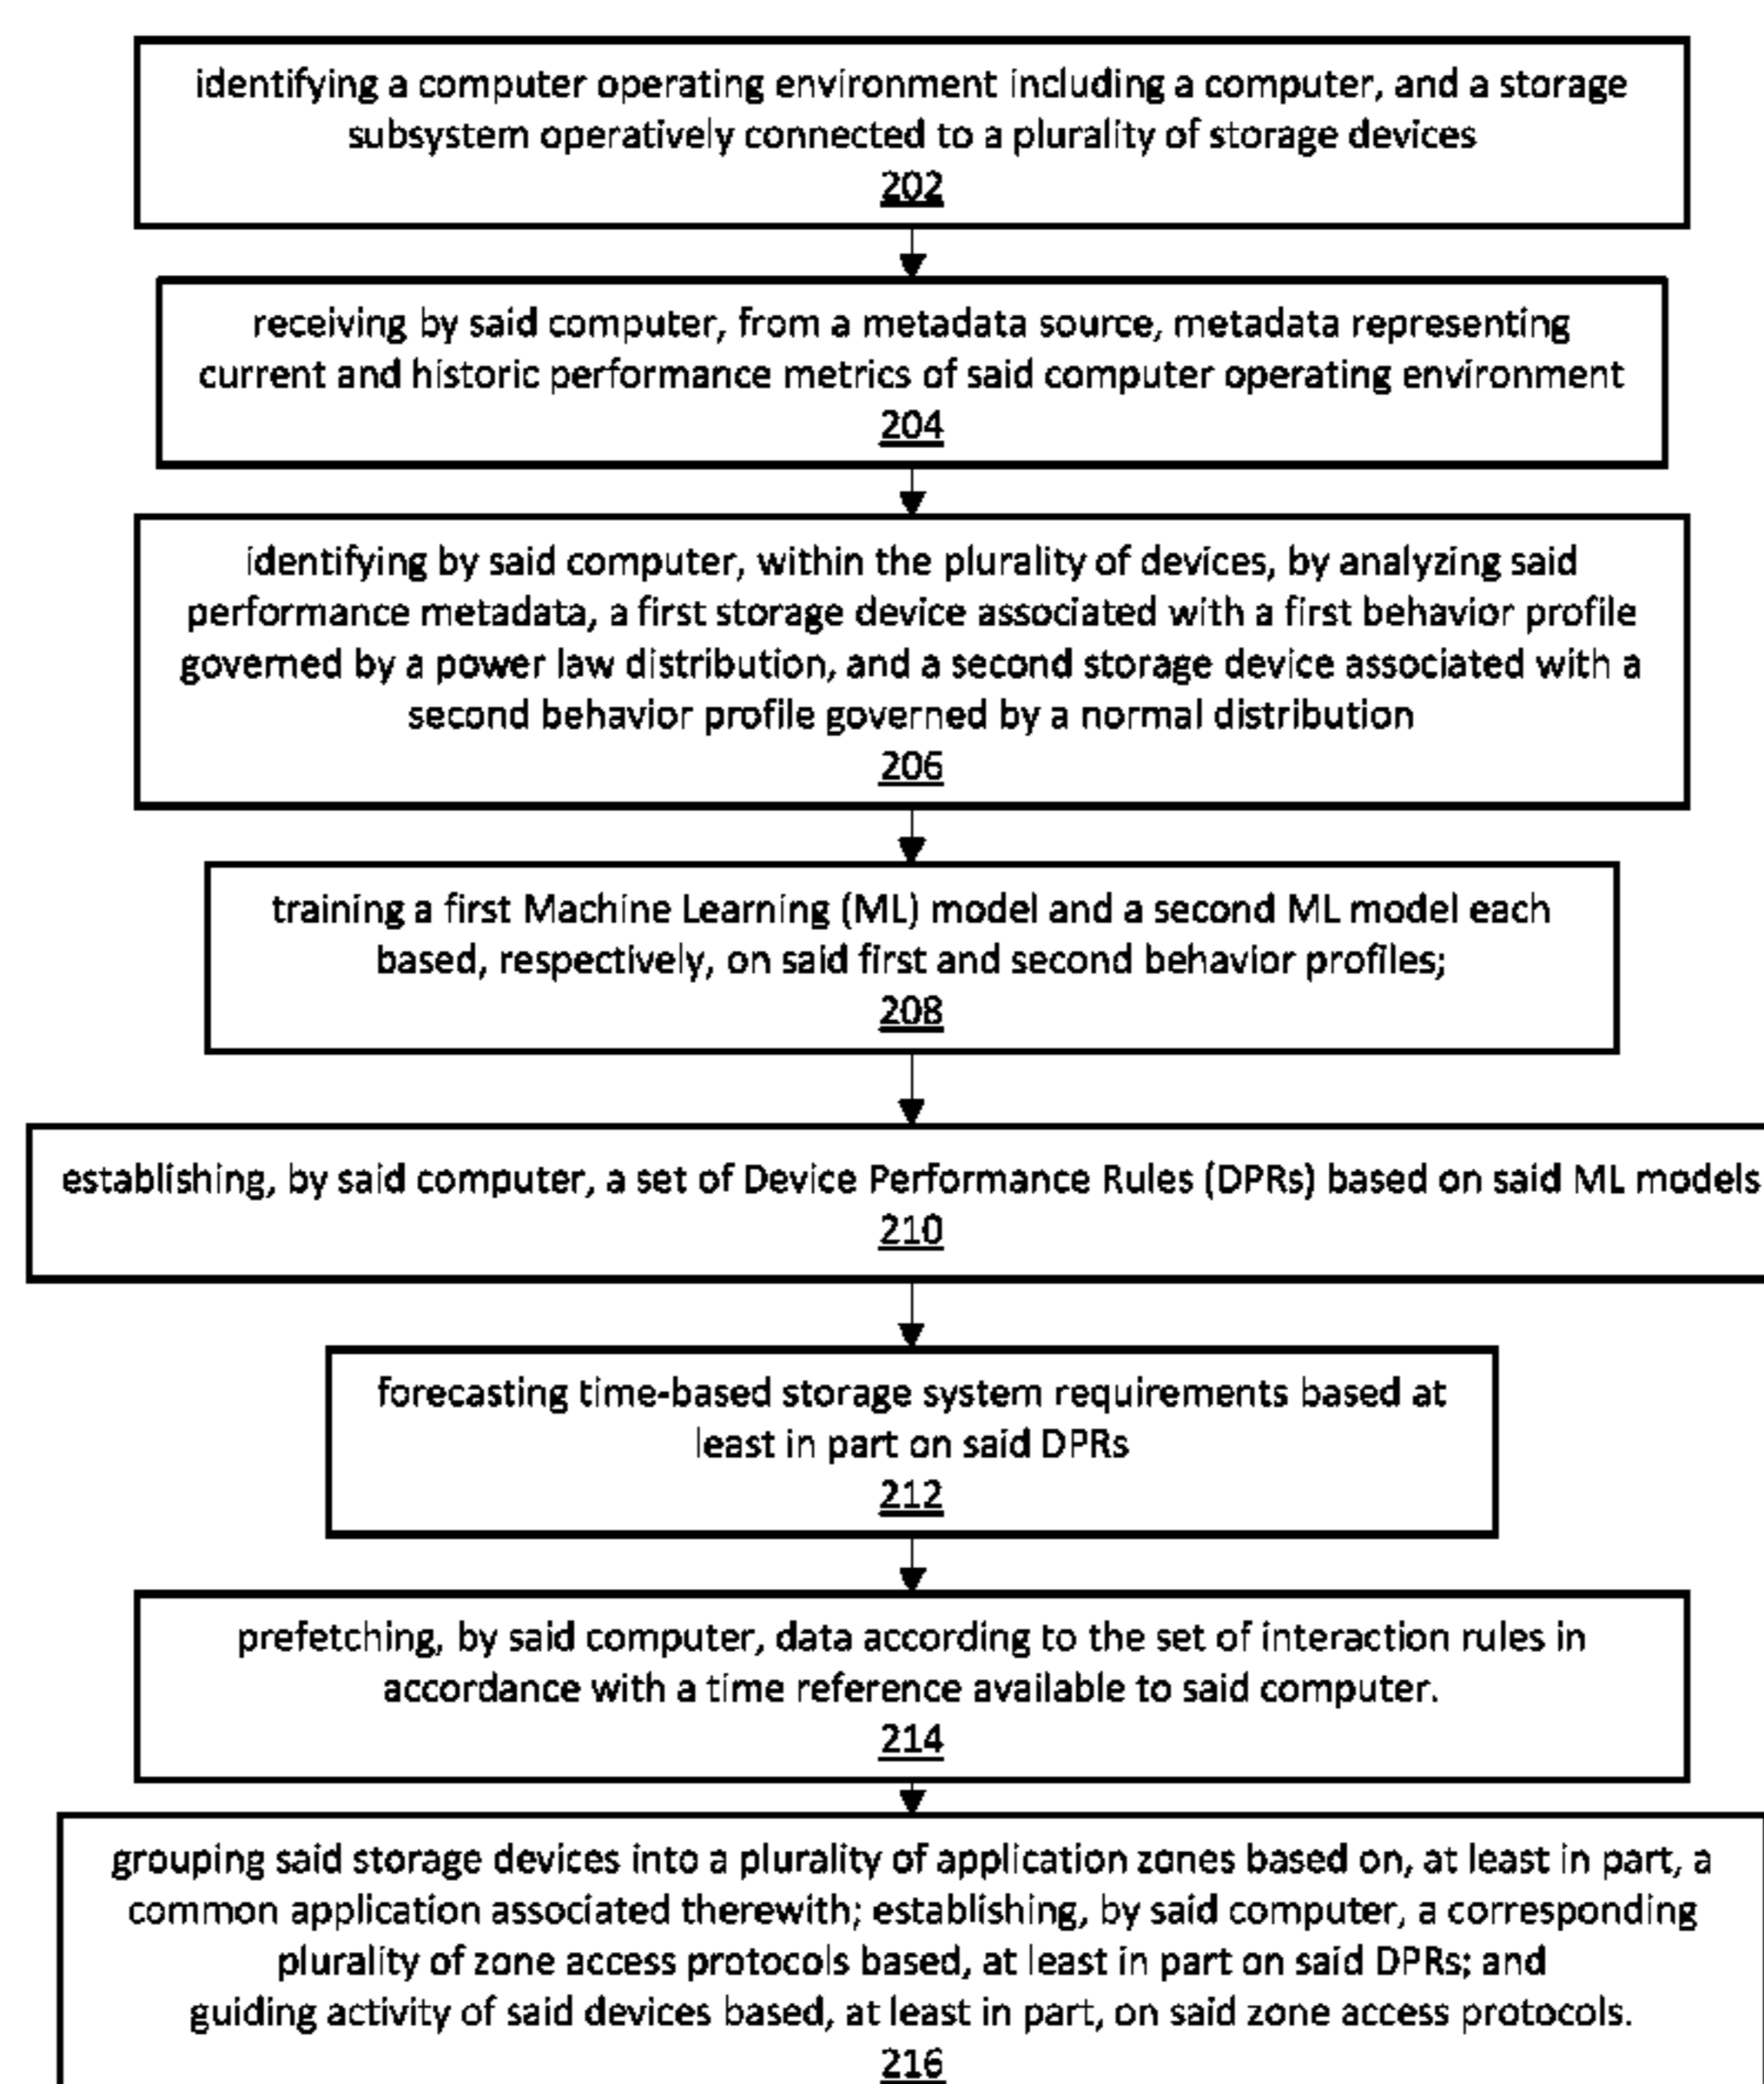 identifying a computer operating environment including a computer, and a storage
subsystem operatively connected to a plurality of storage devices
202
receiving by said computer, from a metadata source, metadata representing
current and historic performance metrics of said computer operating environment
204
identifying by said computer, within the plurality of devices, by analyzing said
performance metadata, a first storage device associated with a first behavior profile
governed by a power law distribution, and a second storage device associated with a
second behavior profile governed by a normal distribution
206
training a first Machine Learning (ML) model and a second ML model each
based, respectively, on said first and second behavior profiles;
208
establishing, by said computer, a set of Device Performance Rules (DPRs) based on said ML models
210
forecasting time-based storage system requirements based at
least in part on said DPRs
212
prefetching, by said computer, data according to the set of interaction rules in
accordance with a time reference available to said computer.
214
grouping said storage devices into a plurality of application zones based on, at least in part, a
common application associated therewith; establishing, by said computer, a corresponding
plurality of zone access protocols based, at least in part on said DPRs; and
guiding activity of said devices based, at least in part, on said zone access protocols.
216